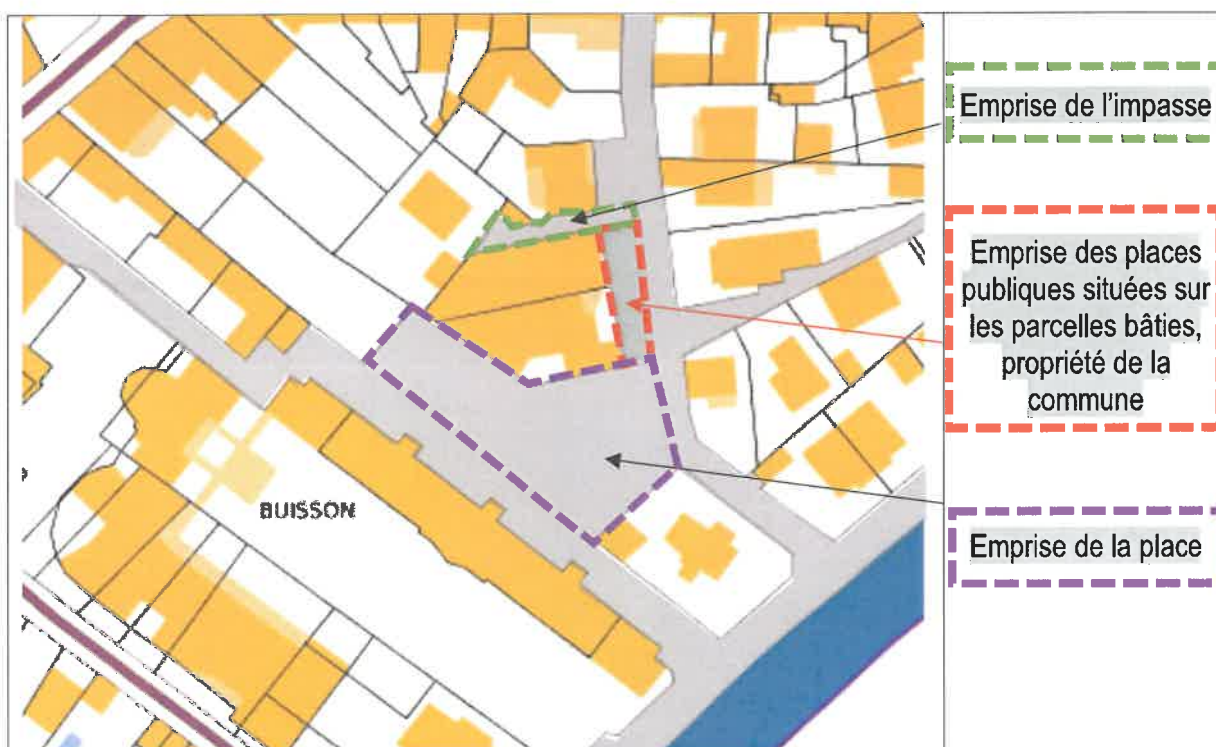 Emprise de l'impasse
Emprise des places
publiques situées sur
les parcelles bâties,
propriété de la
commune
BUISSON
Emprise de la place